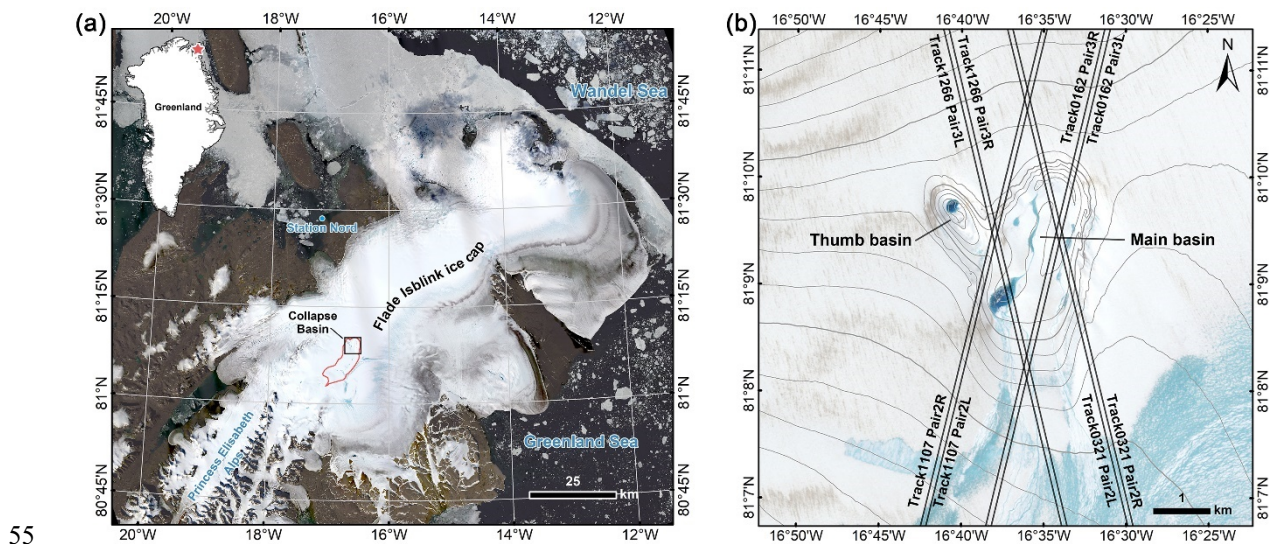 (a)
20°W 18°W 16°W 14°W 12°W
Greenland
Wandel Sea
81°45'N
81°45'N
81°30'N
81°30'N
Station Nord
Flade Isblink ice cap
81°15'N
81°15'N
Collapse
Basin
81°N
81°N
Princess Elisabeth
Alps
Greenland Sea
25
km
80°45'N
80°45'N
20°W 18°W 16°W 14°W 12°W
(b)
16°50'W 16°45'W 16°40'W 16°35'W 16°30'W 16°25'W
N
81°11'N
81°11'N
Track1266 Pair3L
Track1266 Pair3R
Track0162 Pair3R
Track0162 Pair3L
81°10'N
81°10'N
Thumb basin
Main basin
81°9'N
81°9'N
81°8'N
81°8'N
Track1107 Pair2R
Track1107 Pair2L
Track0321 Pair2L
Track0321 Pair2R
81°7'N
81°7'N
1
km
16°50'W 16°45'W 16°40'W 16°35'W 16°30'W 16°25'W
55